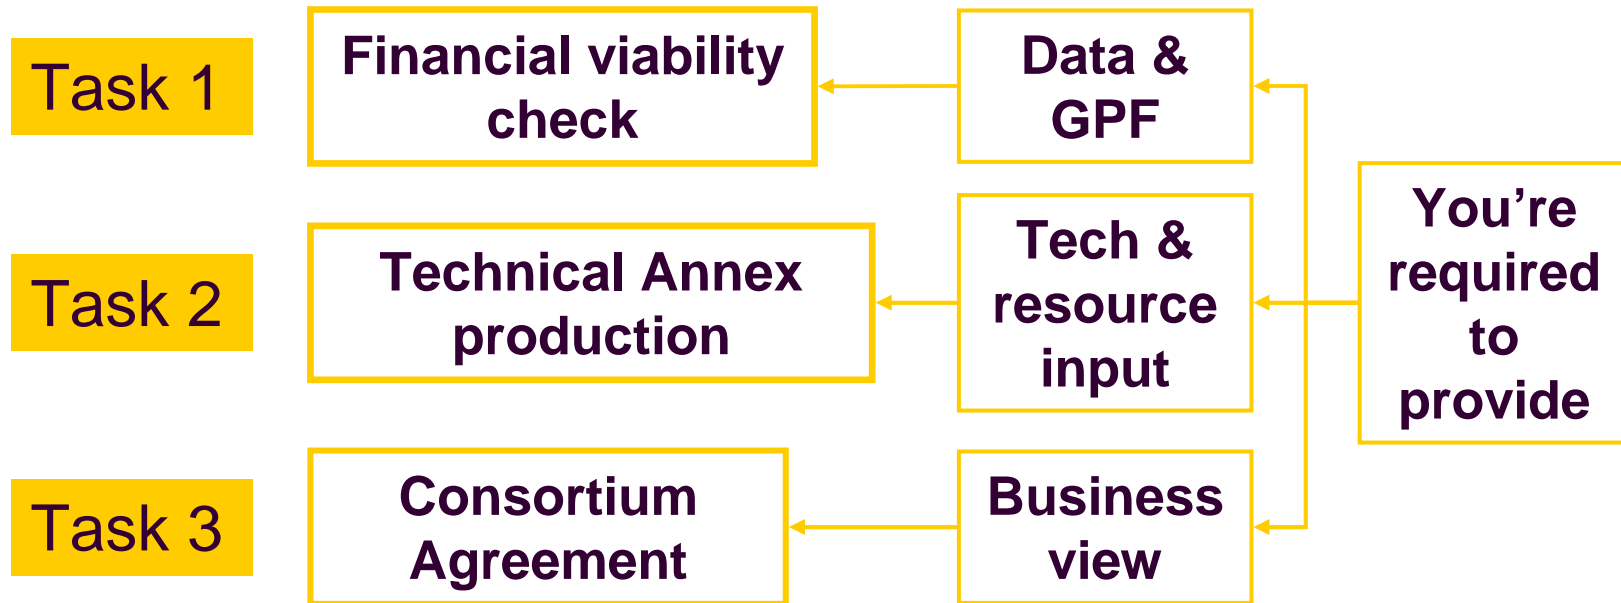 Task 1
Financial viability
check
Data &
GPF
Task 2
Technical Annex
production
Tech &
resource
input
You’re
required
to
provide
Task 3
Consortium
Agreement
Business
view